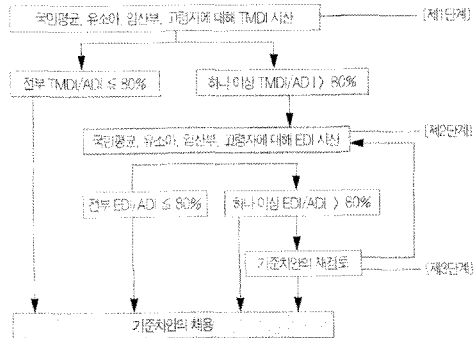 국민평균, 유소아, 임산부, 고령자에 대해 TMDI 시산
(제1단계)
전부 TMDI/ADI ≤ 80%
하나 이상 TMDI/ADI > 80%
국민평균, 유소아, 임산부, 고령자에 대해 EDI 시산
(제2단계)
전부 EDI/ADI ≤ 80%
하나 이상 EDI/ADI > 80%
기준치안의 재검토
(제3단계)
기준치안의 채용